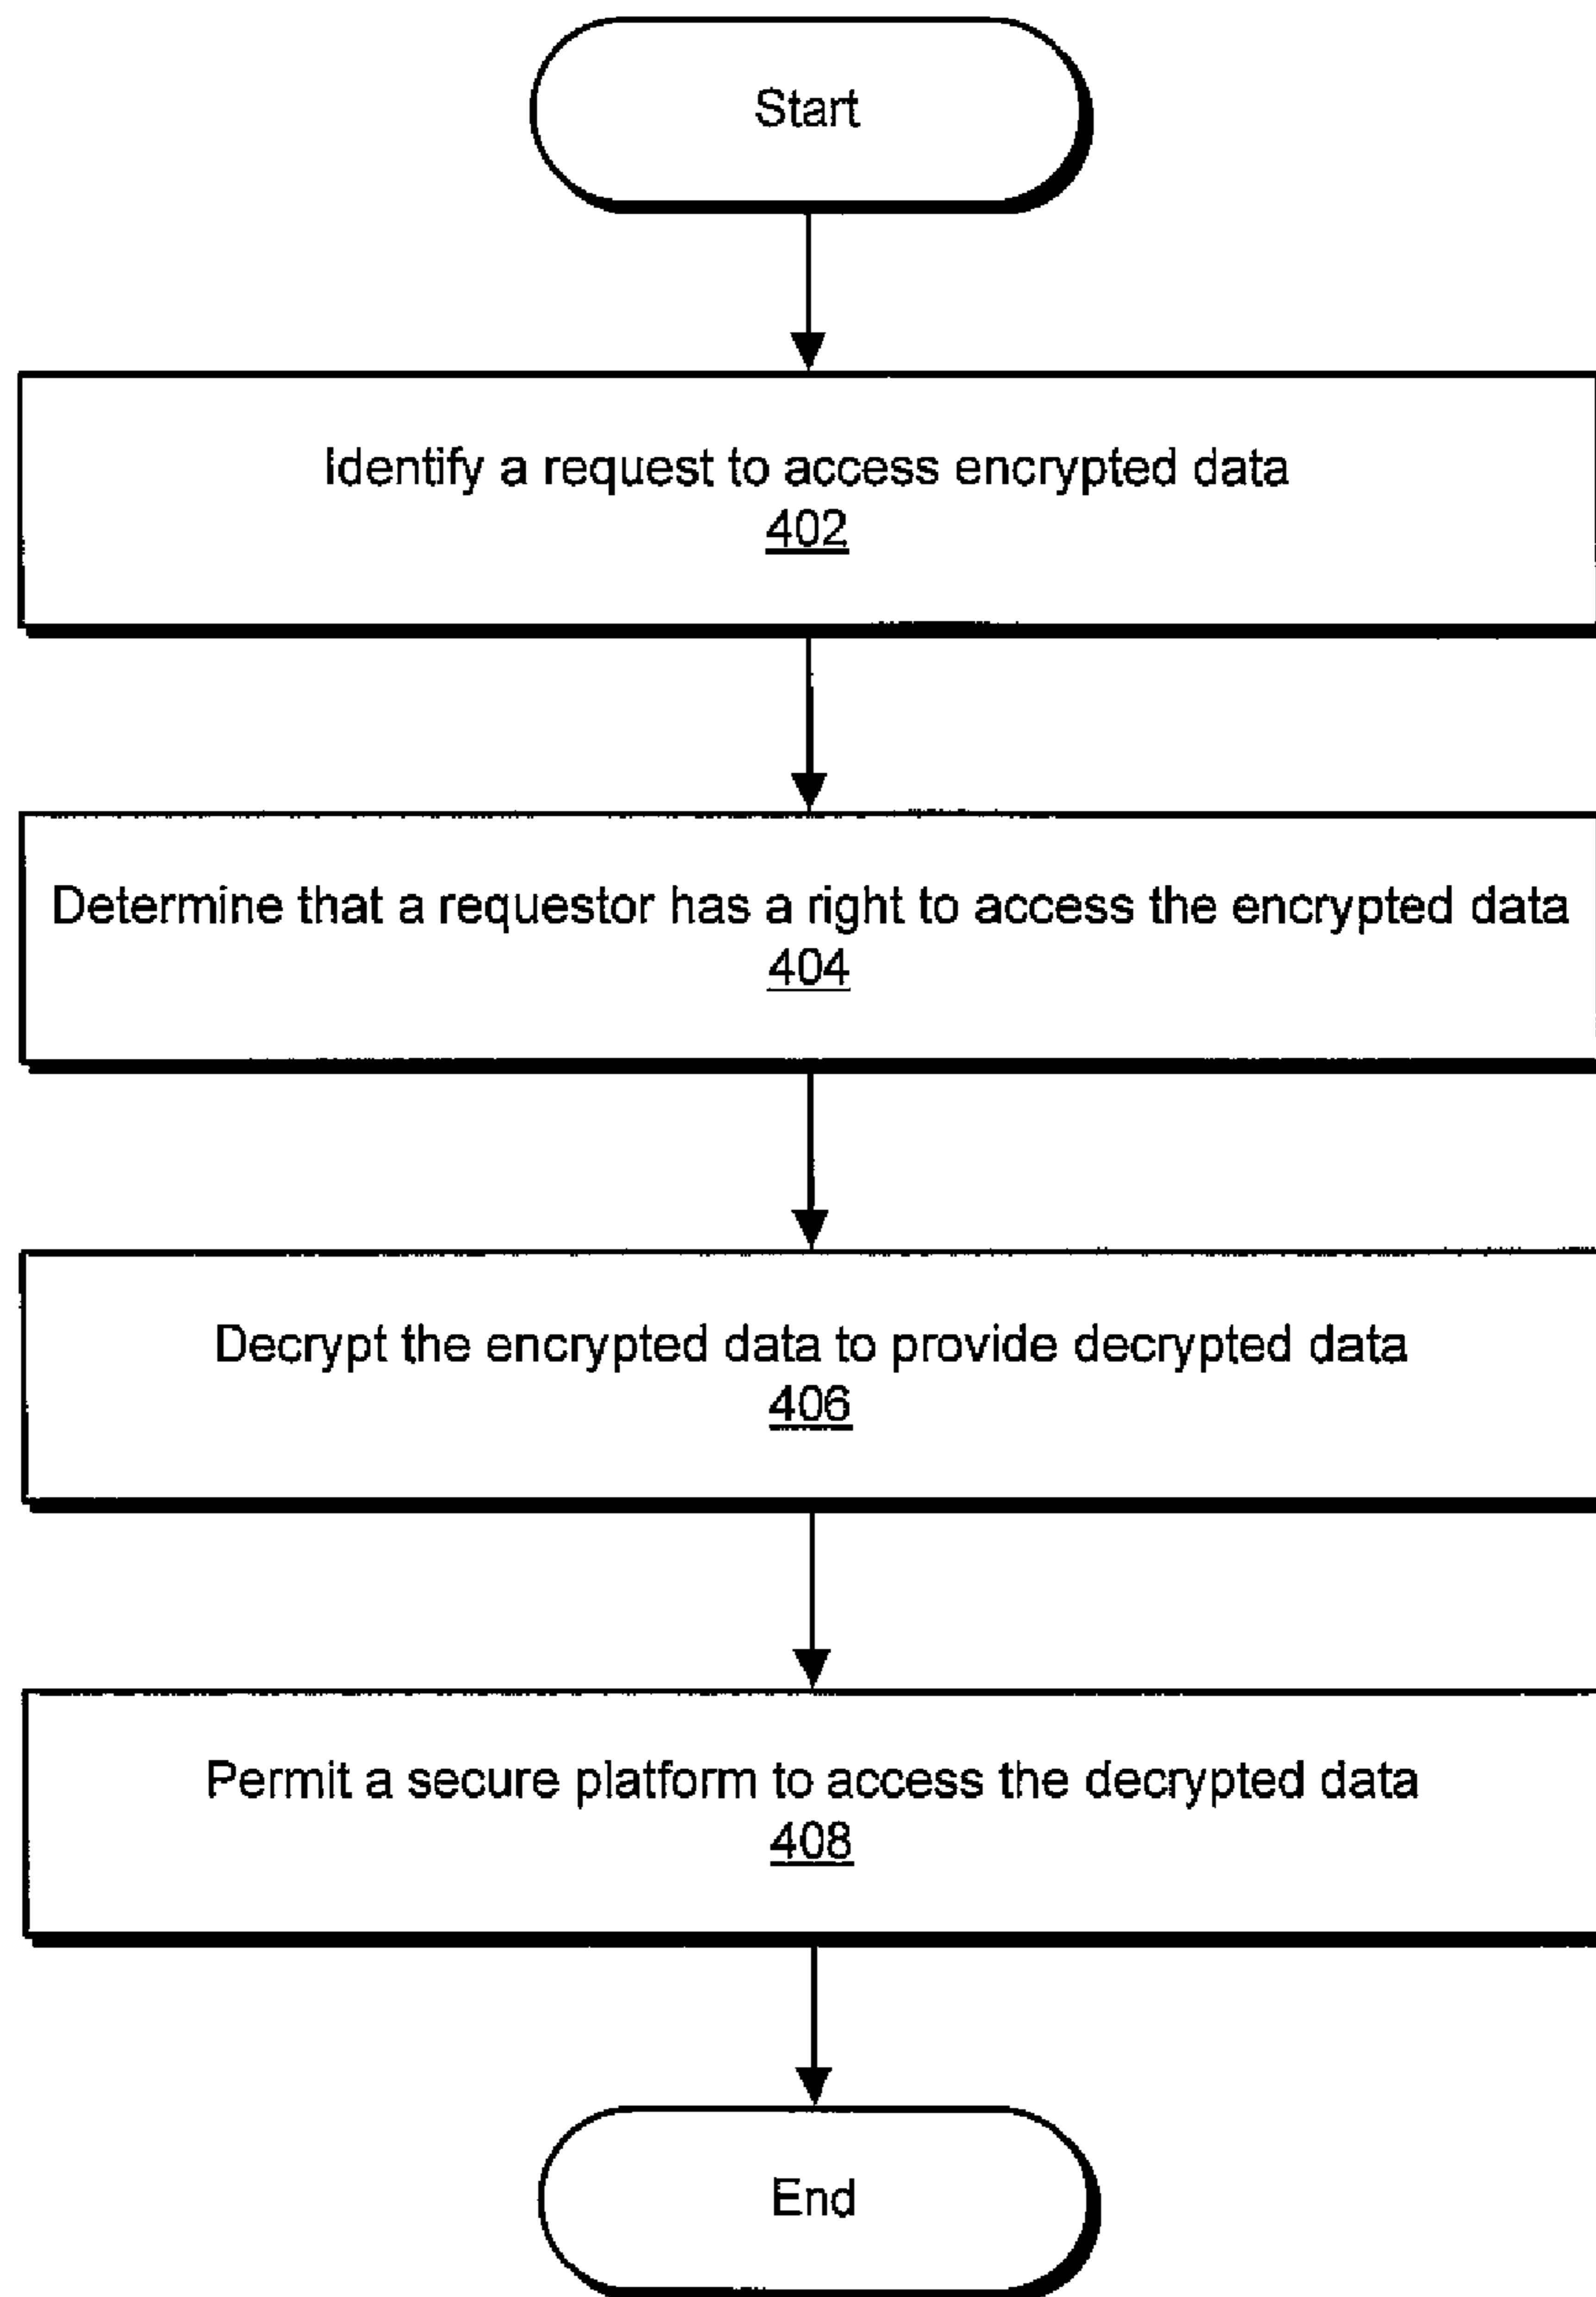 Start
Identify a request to access encrypted data
402
Determine that a requestor has a right to access the encrypted data
404
Decrypt the encrypted data to provide decrypted data
406
Permit a secure platform to access the decrypted data
408
End